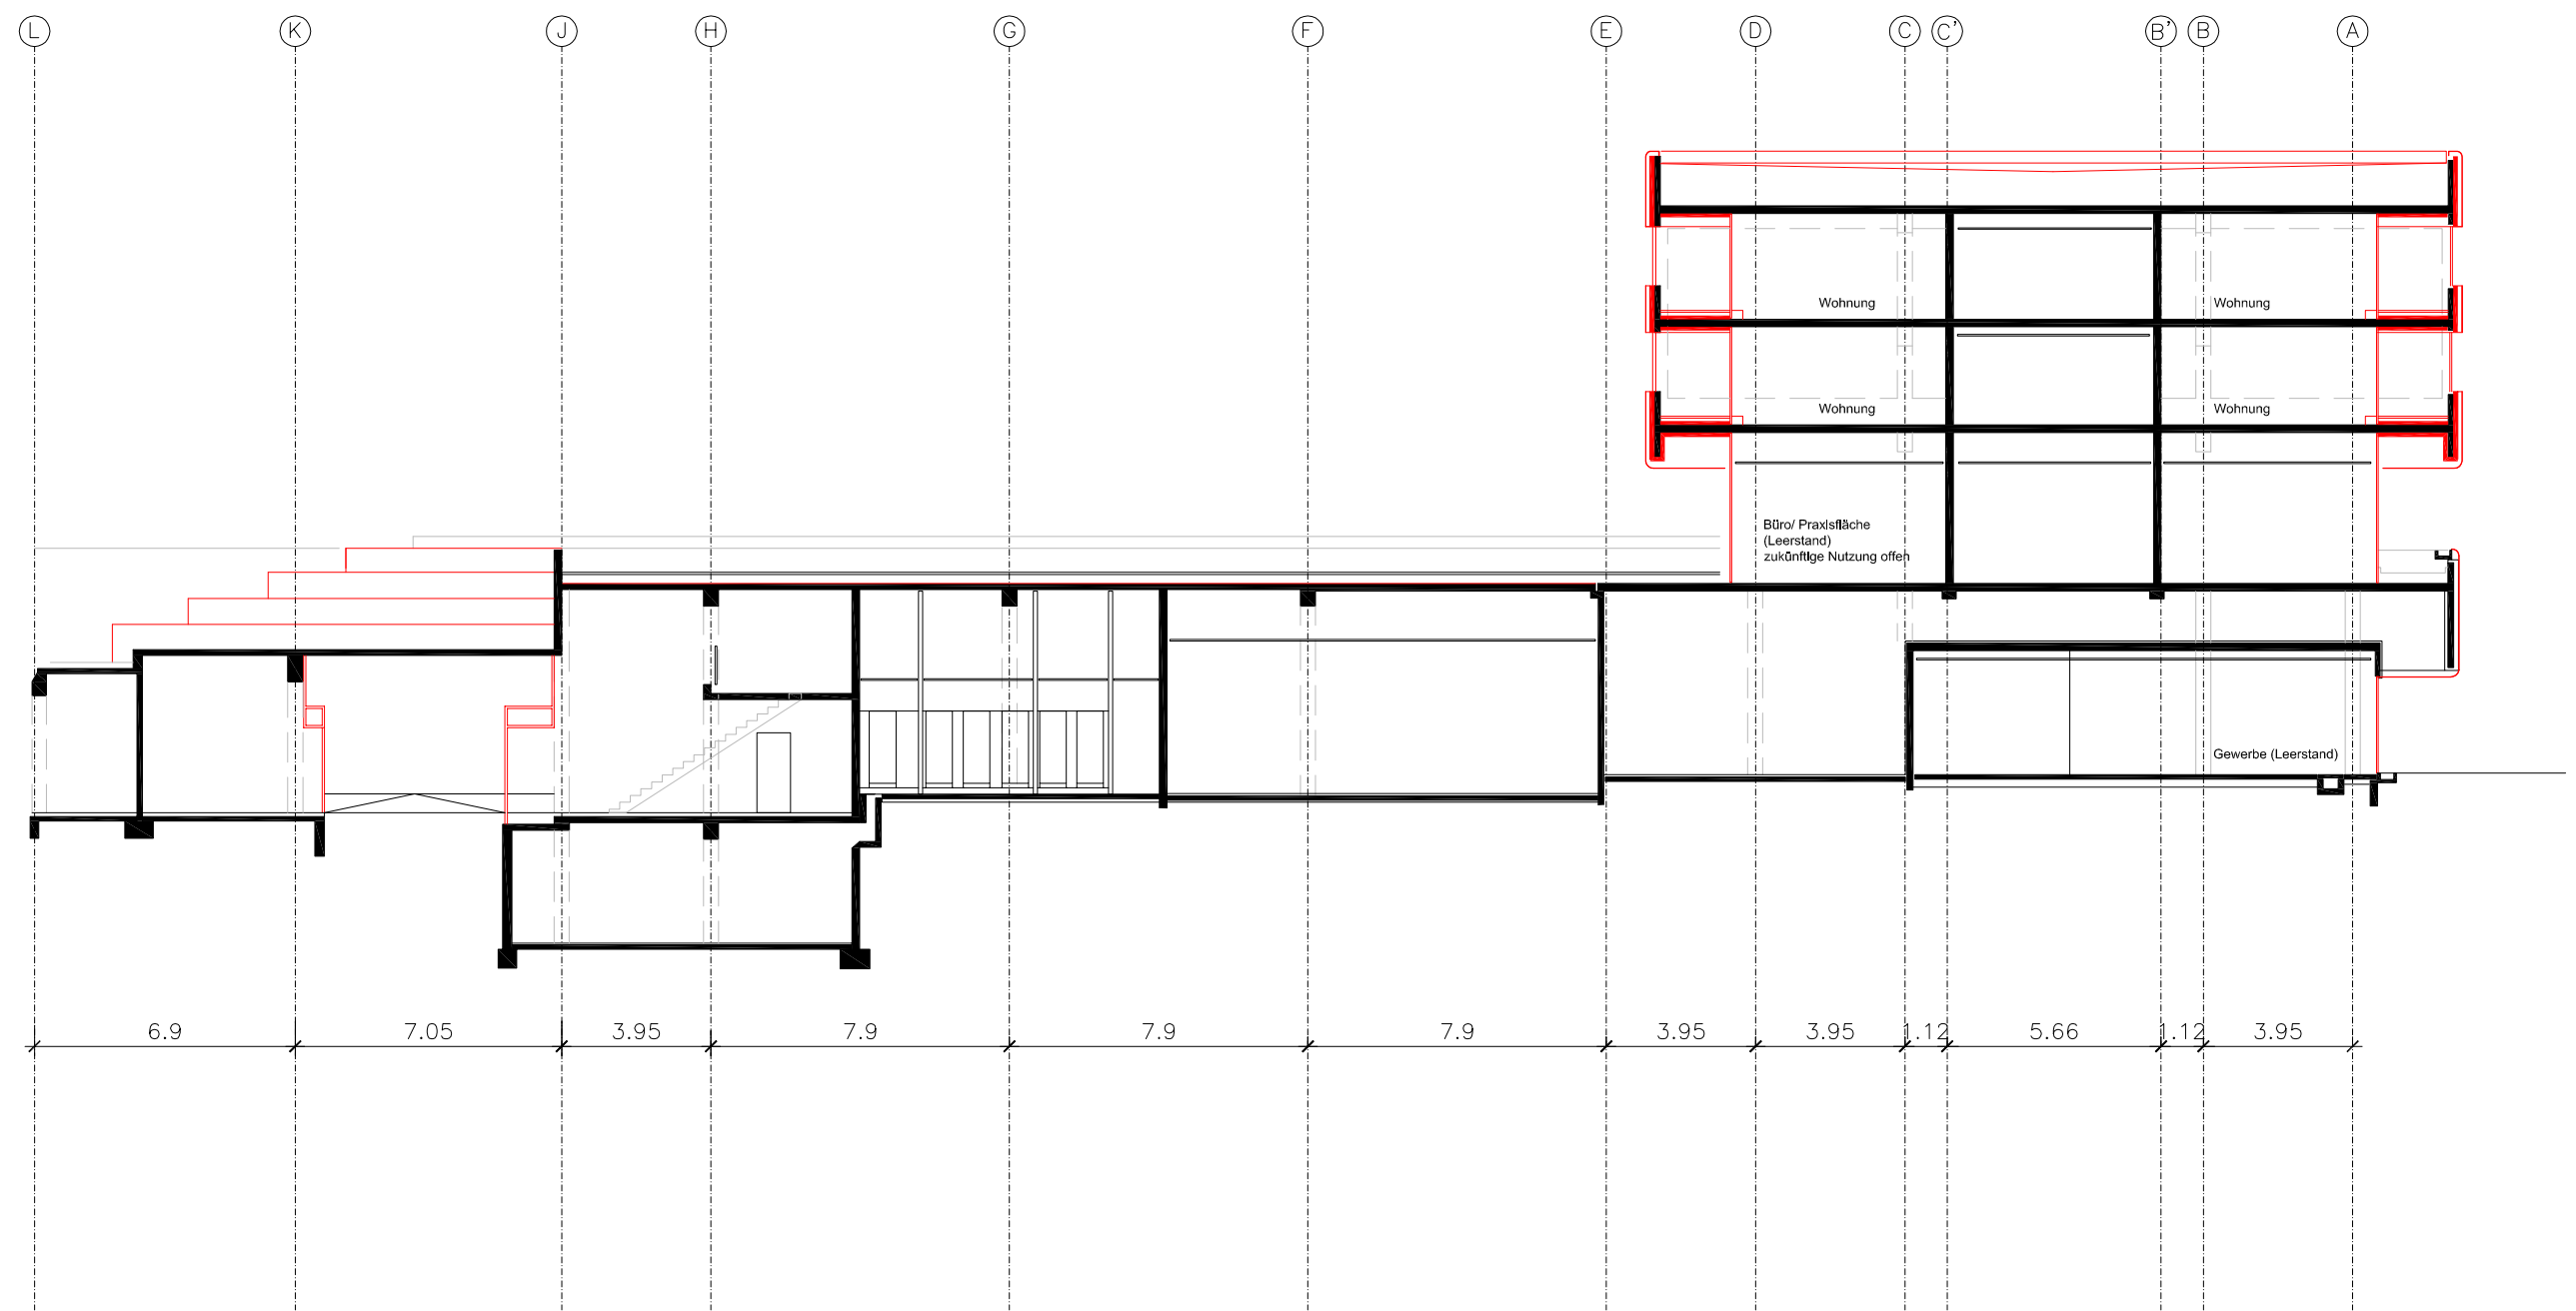 L K J H G F E D C C' B' B A
Wohnung Wohnung
Wohnung Wohnung
Büro/ Praxisfläche
(Leerstand)
zukünftige Nutzung offen
Gewerbe (Leerstand)
6.9 7.05 3.95 7.9 7.9 7.9 3.95 3.95 1.12 5.66 1.12 3.95